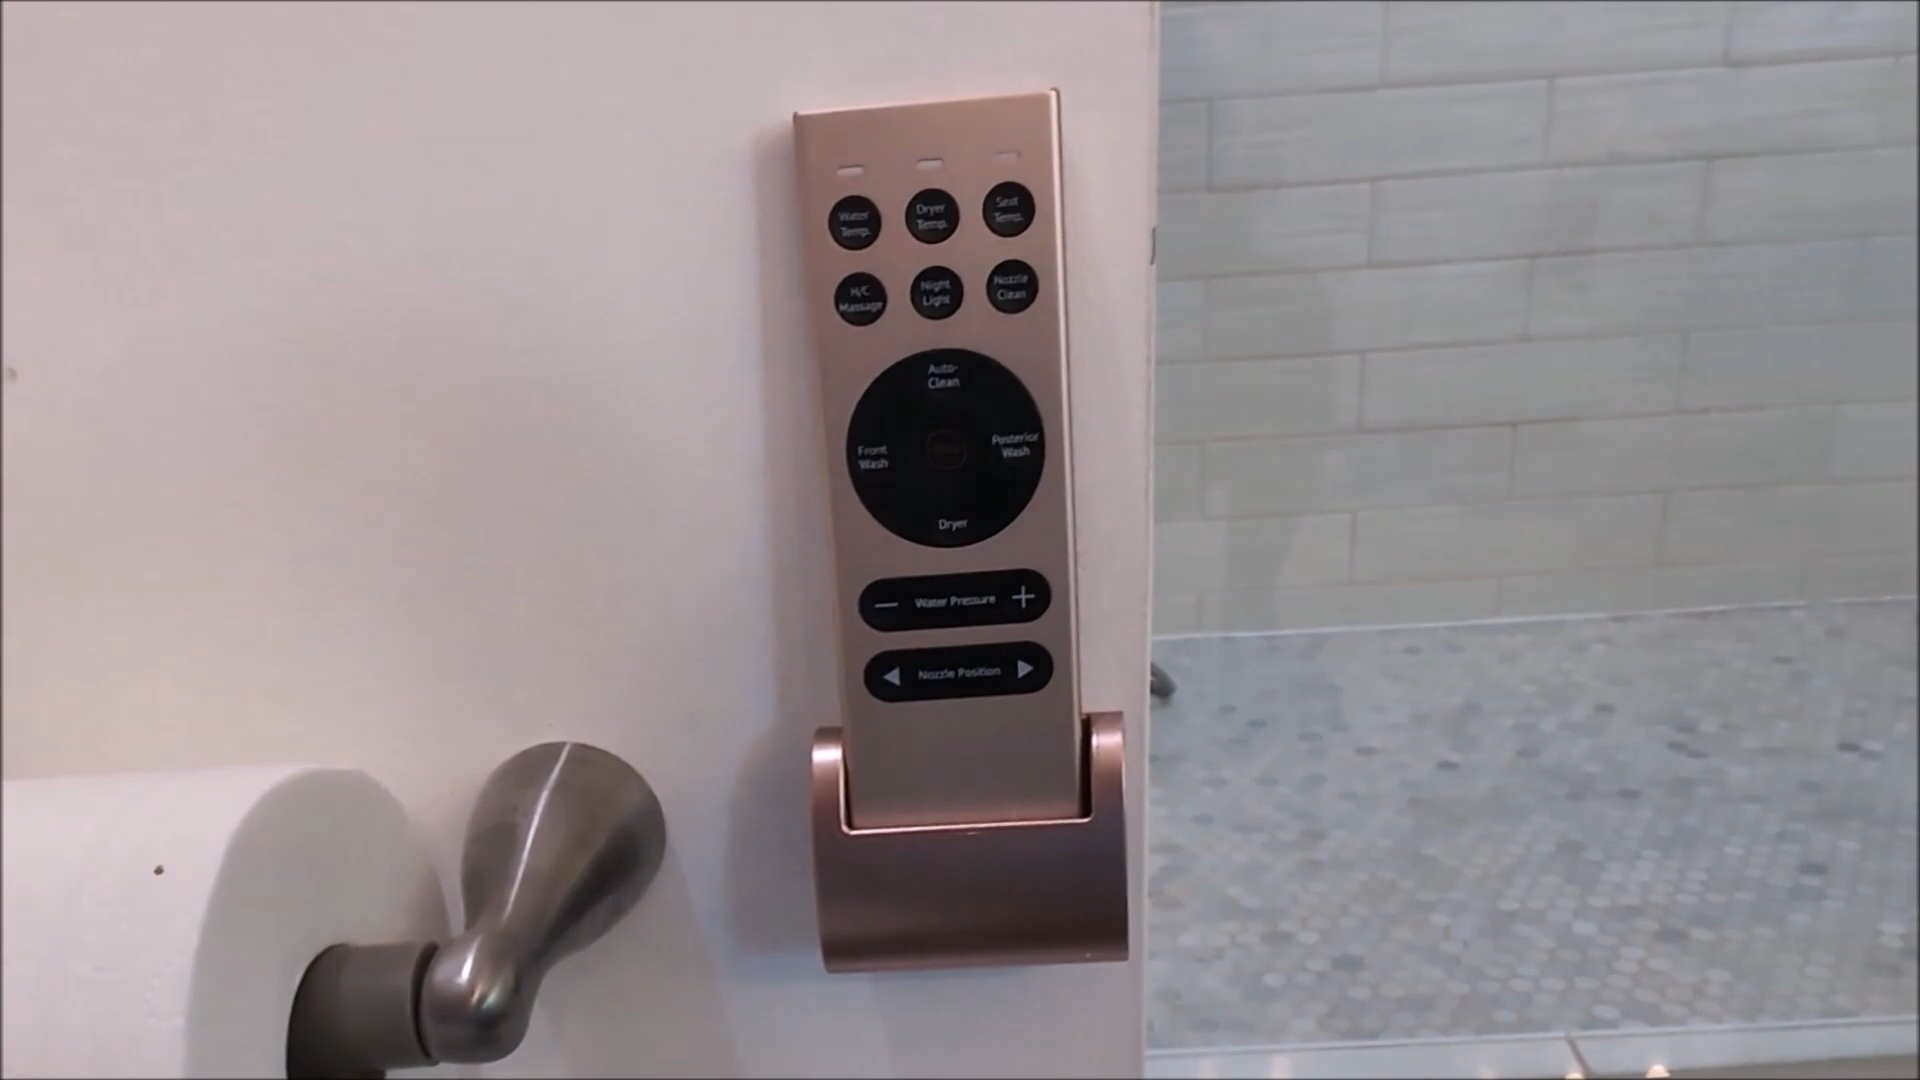 Water
Temp.
Dryer
Temp.
Seat
Temp.
H/C
Massage
Night
Light
Nozzle
Clean
Auto-
Clean
Front
Wash
Posterior
Wash
Dryer
— Water Pressure +
◀ Nozzle Position ▶